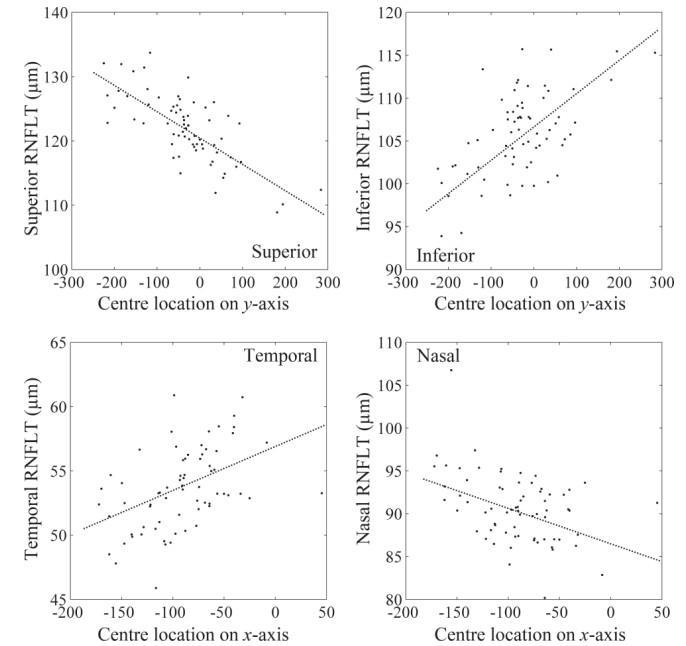 140
130
120
110
100
Superior RNFLT (µm)
Superior
-300 -200 -100 0 100 200 300
Centre location on y-axis
120
115
110
105
100
95
90
Inferior RNFLT (µm)
Inferior
-300 -200 -100 0 100 200 300
Centre location on y-axis
65
60
55
50
45
Temporal RNFLT (µm)
Temporal
-200 -150 -100 -50 0 50
Centre location on x-axis
110
105
100
95
90
85
80
Nasal RNFLT (µm)
Nasal
-200 -150 -100 -50 0 50
Centre location on x-axis